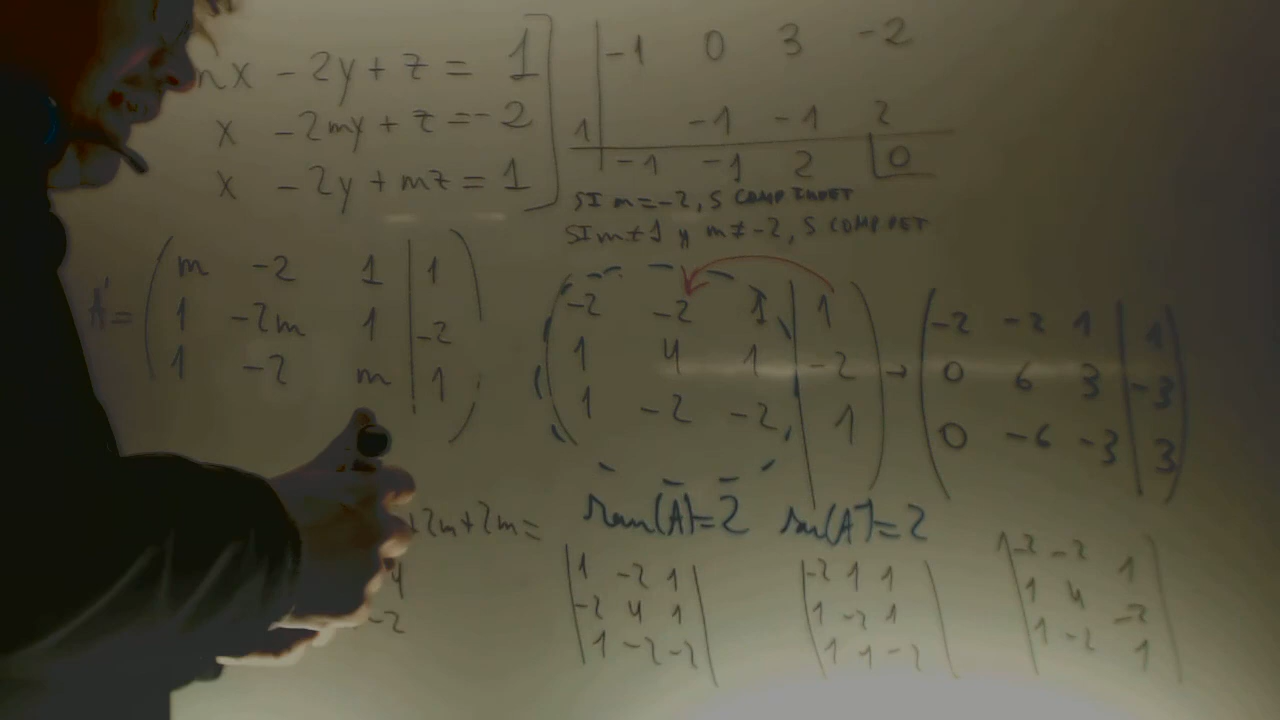 mx - 2y + z = 1
x - 2my + z = -2
x - 2y + mz = 1
-1 0 3 -2
1 -1 -1 2
-1 -1 2 0
SI m=-2, S COMP INDET
SI m≠1 y m≠-2, S COMP DET
A' = ( m -2 1 | 1
1 -2m 1 | -2
1 -2 m | 1 )
( -2 -2 1 | 1
1 4 1 | -2
1 -2 -2 | 1 )
→ ( -2 -2 1 | 1
0 6 3 | -3
0 -6 -3 | 3 )
+2m+2m=
4
-2
ran(A)=2 ran(A')=2
| 1 -2 1
-2 4 1
1 -2 -2 |
| -2 1 1
1 -2 1
1 1 -2 |
| -2 -2 1
1 4 -2
1 -2 1 |